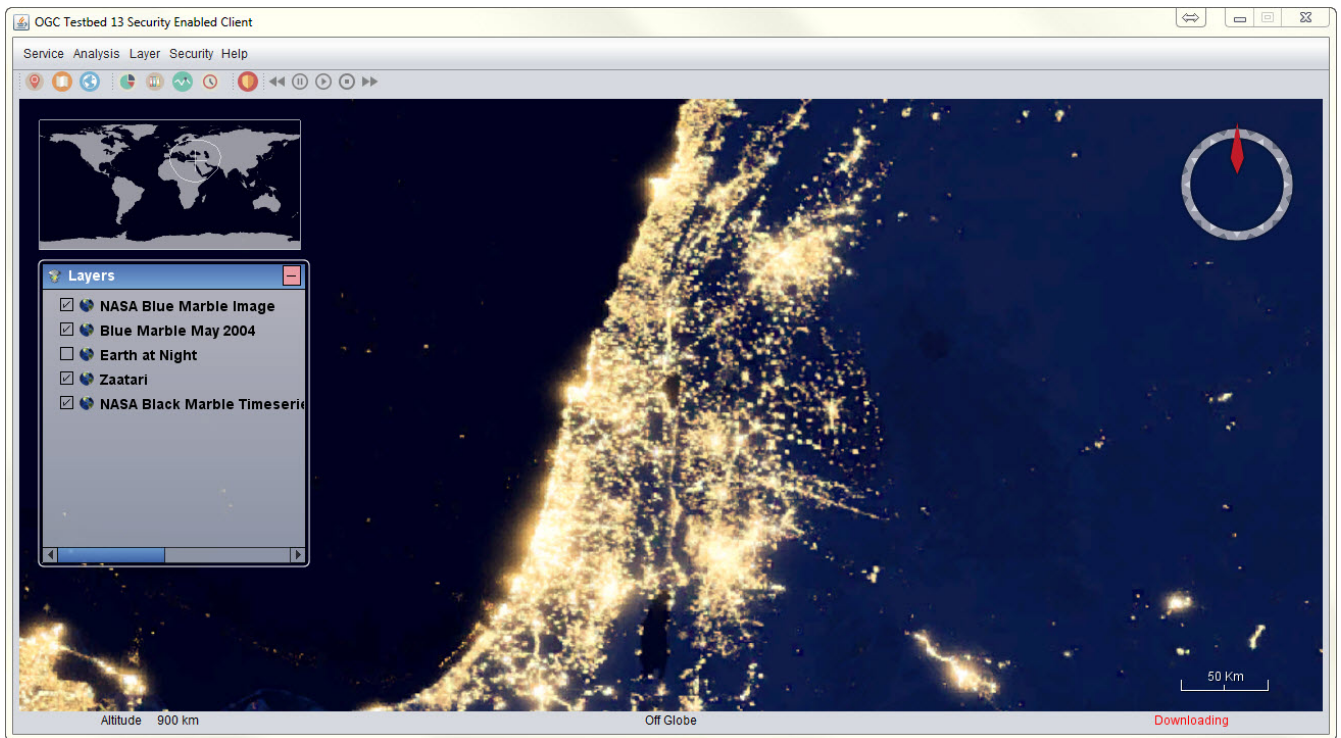 OGC Testbed 13 Security Enabled Client
Service Analysis Layer Security Help
Layers
NASA Blue Marble Image
Blue Marble May 2004
Earth at Night
Zaatari
NASA Black Marble Timeserie
50 Km
Altitude 900 km Off Globe Downloading